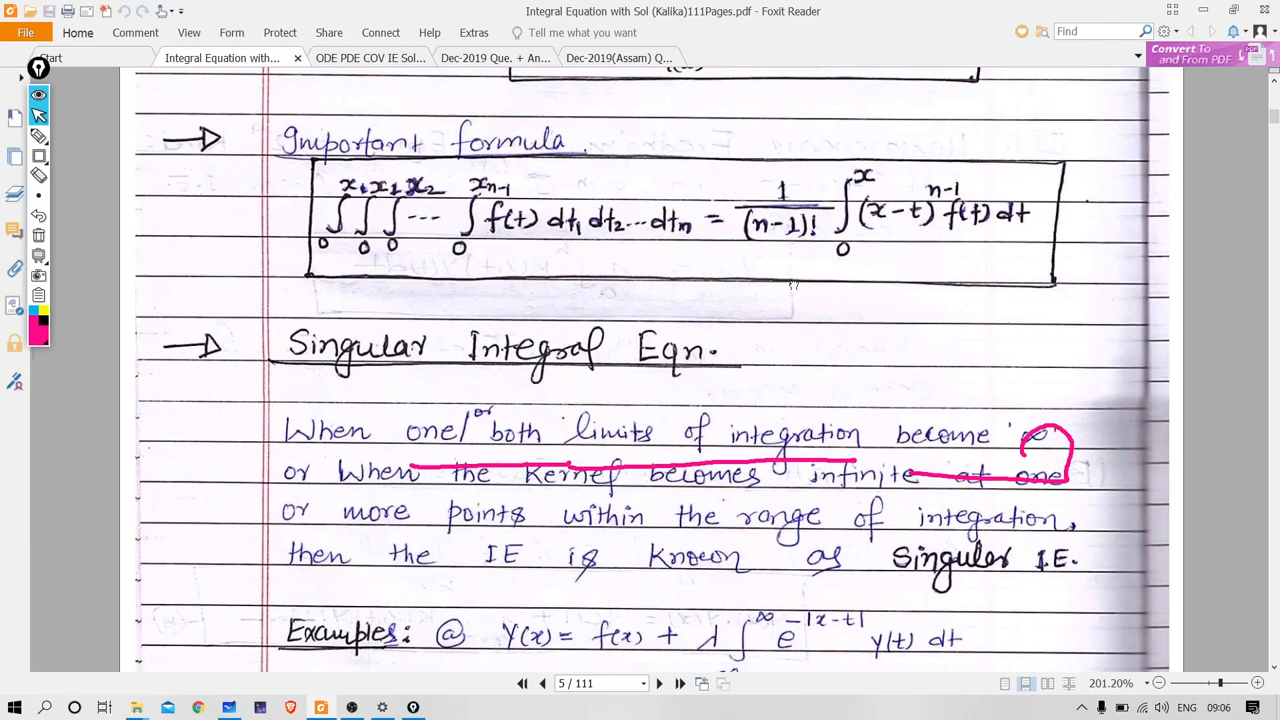 Integral Equation with Sol (Kalika)111Pages.pdf - Foxit Reader
File Home Comment View Form Protect Share Connect Help Extras Tell me what you want to do Find
Start Integral Equation with... × ODE PDE COV IE Sol... Dec-2019 Que. + An... Dec-2019(Assam) Q... Convert To and From PDF
Important formula
∫₀^x ∫₀^x₁ ∫₀^x₂ --- ∫₀^xn-1 f(t) dt₁ dt₂...dtn = 1/(n-1)! ∫₀^x (x-t)^n-1 f(t) dt
Singular Integral Eqn.
When one/or both limits of integration become '∞'
or when the Kernel becomes infinite at one
or more points within the range of integration,
then the IE is known as Singular I.E.
Examples: ⓐ Y(x) = f(x) + λ ∫^∞ e^-|x-t| y(t) dt
5 / 111 201.20%
ENG 09:06